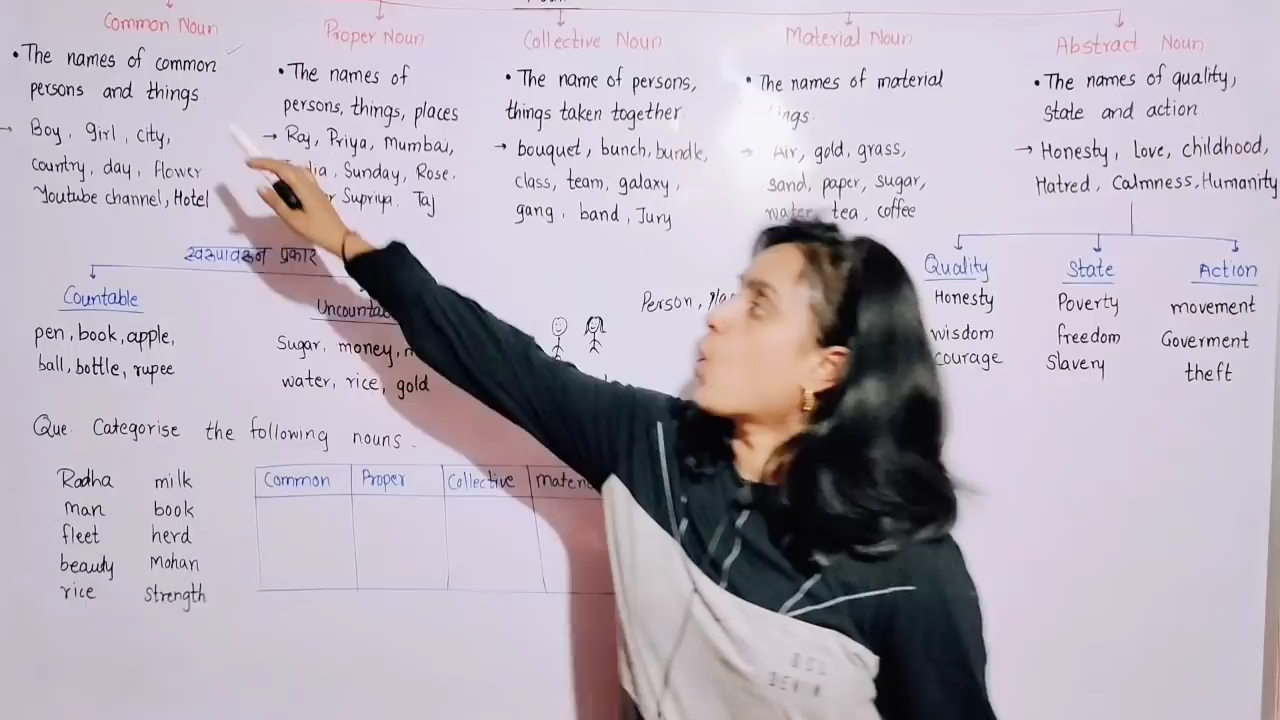 Common Noun
• The names of common
persons and things
→ Boy, girl, city,
country, day, flower
Youtube channel, Hotel
Proper Noun
• The names of
persons, things, places
→ Raj, Priya, Mumbai,
Sunday, Rose.
Supriya. Taj
Collective Noun
• The name of persons,
things taken together.
→ bouquet, bunch, bundle,
class, team, galaxy,
gang, band, Jury
Material Noun
• The names of material
→ Air, gold, grass,
sand, paper, sugar,
water, tea, coffee
Abstract Noun
• The names of quality,
State and action
→ Honesty, Love, childhood,
Hatred, Calmness, Humanity
Quality
Honesty
wisdom
courage
State
Poverty
freedom
Slavery
Action
movement
Goverment
theft
प्रकार
Countable
pen, book, apple,
ball, bottle, rupee
Sugar, money,
water, rice, gold
Person,
Que. Categorise the following nouns.
Radha milk
man book
fleet herd
beauty Mohan
rice strength
Common Proper Collective